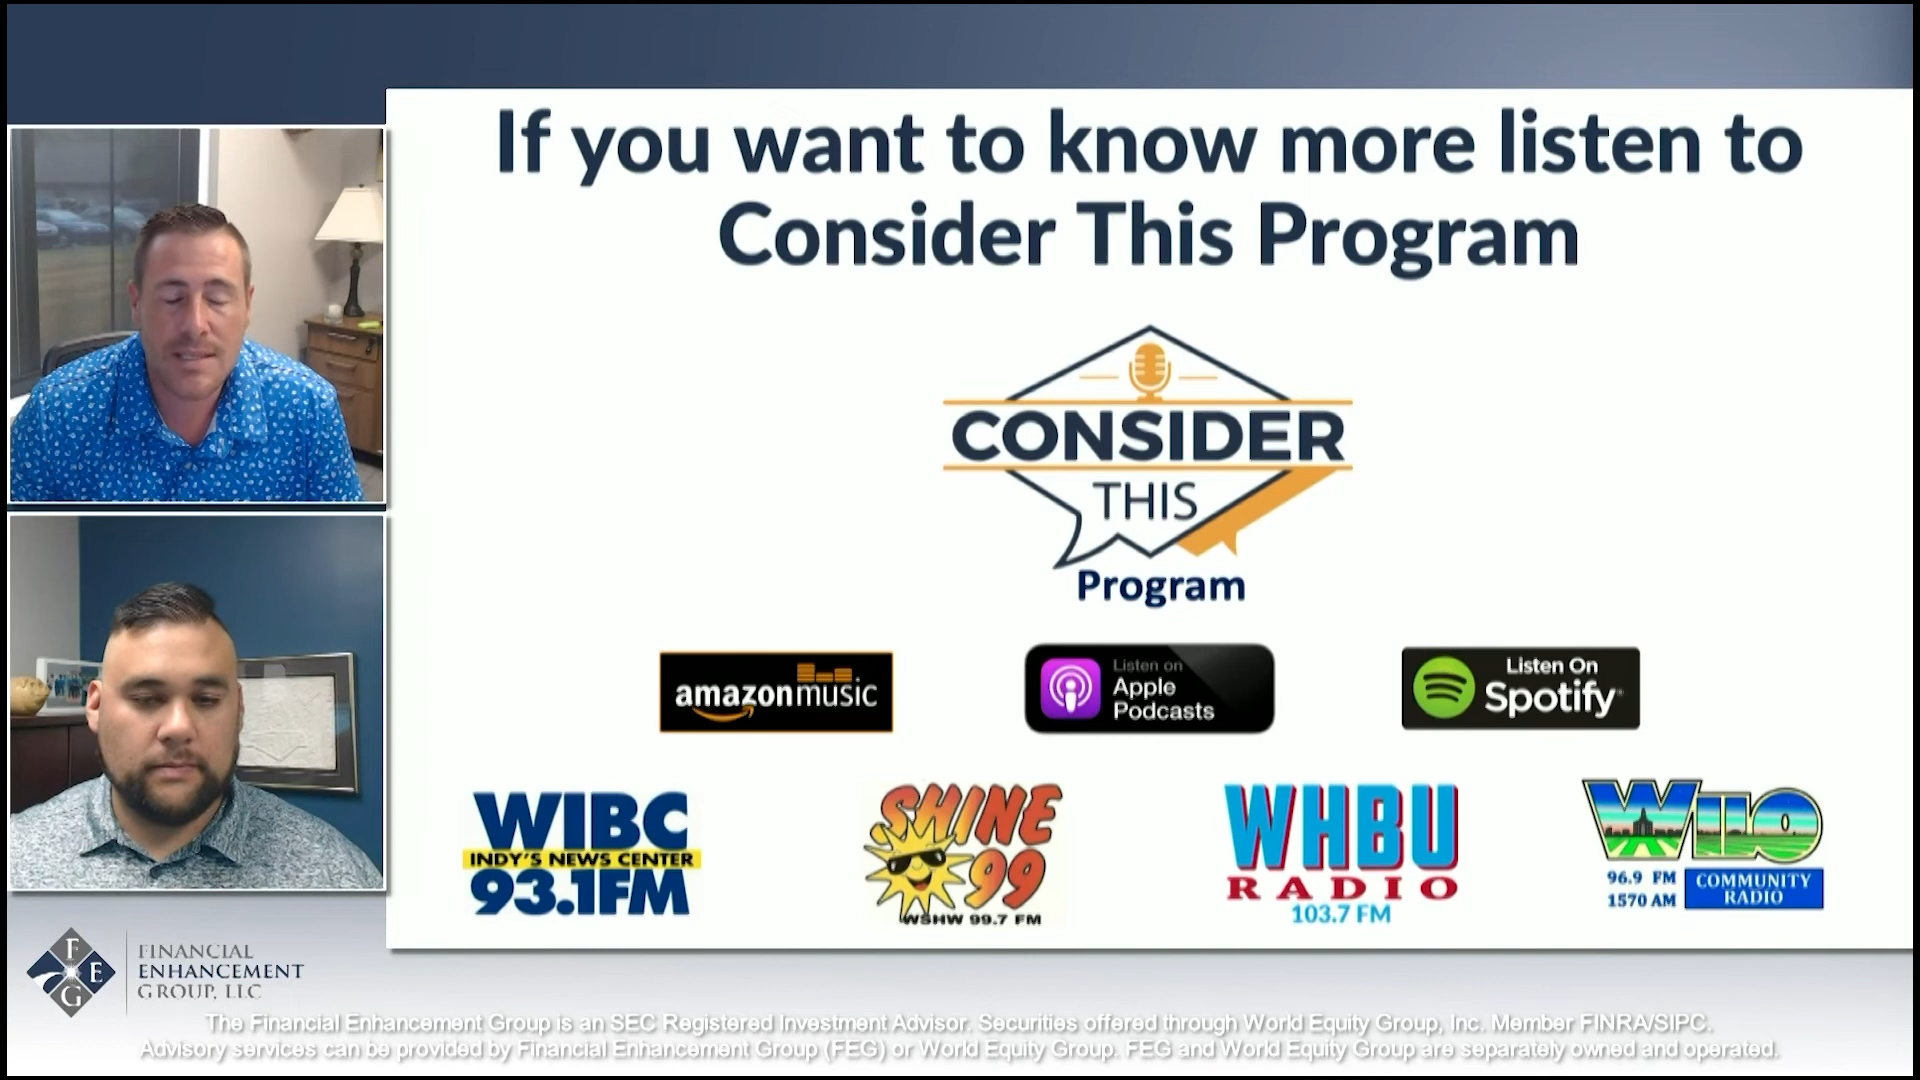 If you want to know more listen to
Consider This Program
CONSIDER
THIS
Program
amazonmusic
Listen on
Apple
Podcasts
Listen On
Spotify
WIBC
INDY'S NEWS CENTER
93.1FM
SHINE
99
WSHW 99.7 FM
WHBU
RADIO
103.7 FM
WIIO
96.9 FM
1570 AM
COMMUNITY
RADIO
F
E
G
FINANCIAL
ENHANCEMENT
GROUP, LLC
The Financial Enhancement Group is an SEC Registered Investment Advisor. Securities offered through World Equity Group, Inc. Member FINRA/SIPC.
Advisory services can be provided by Financial Enhancement Group (FEG) or World Equity Group. FEG and World Equity Group are separately owned and operated.